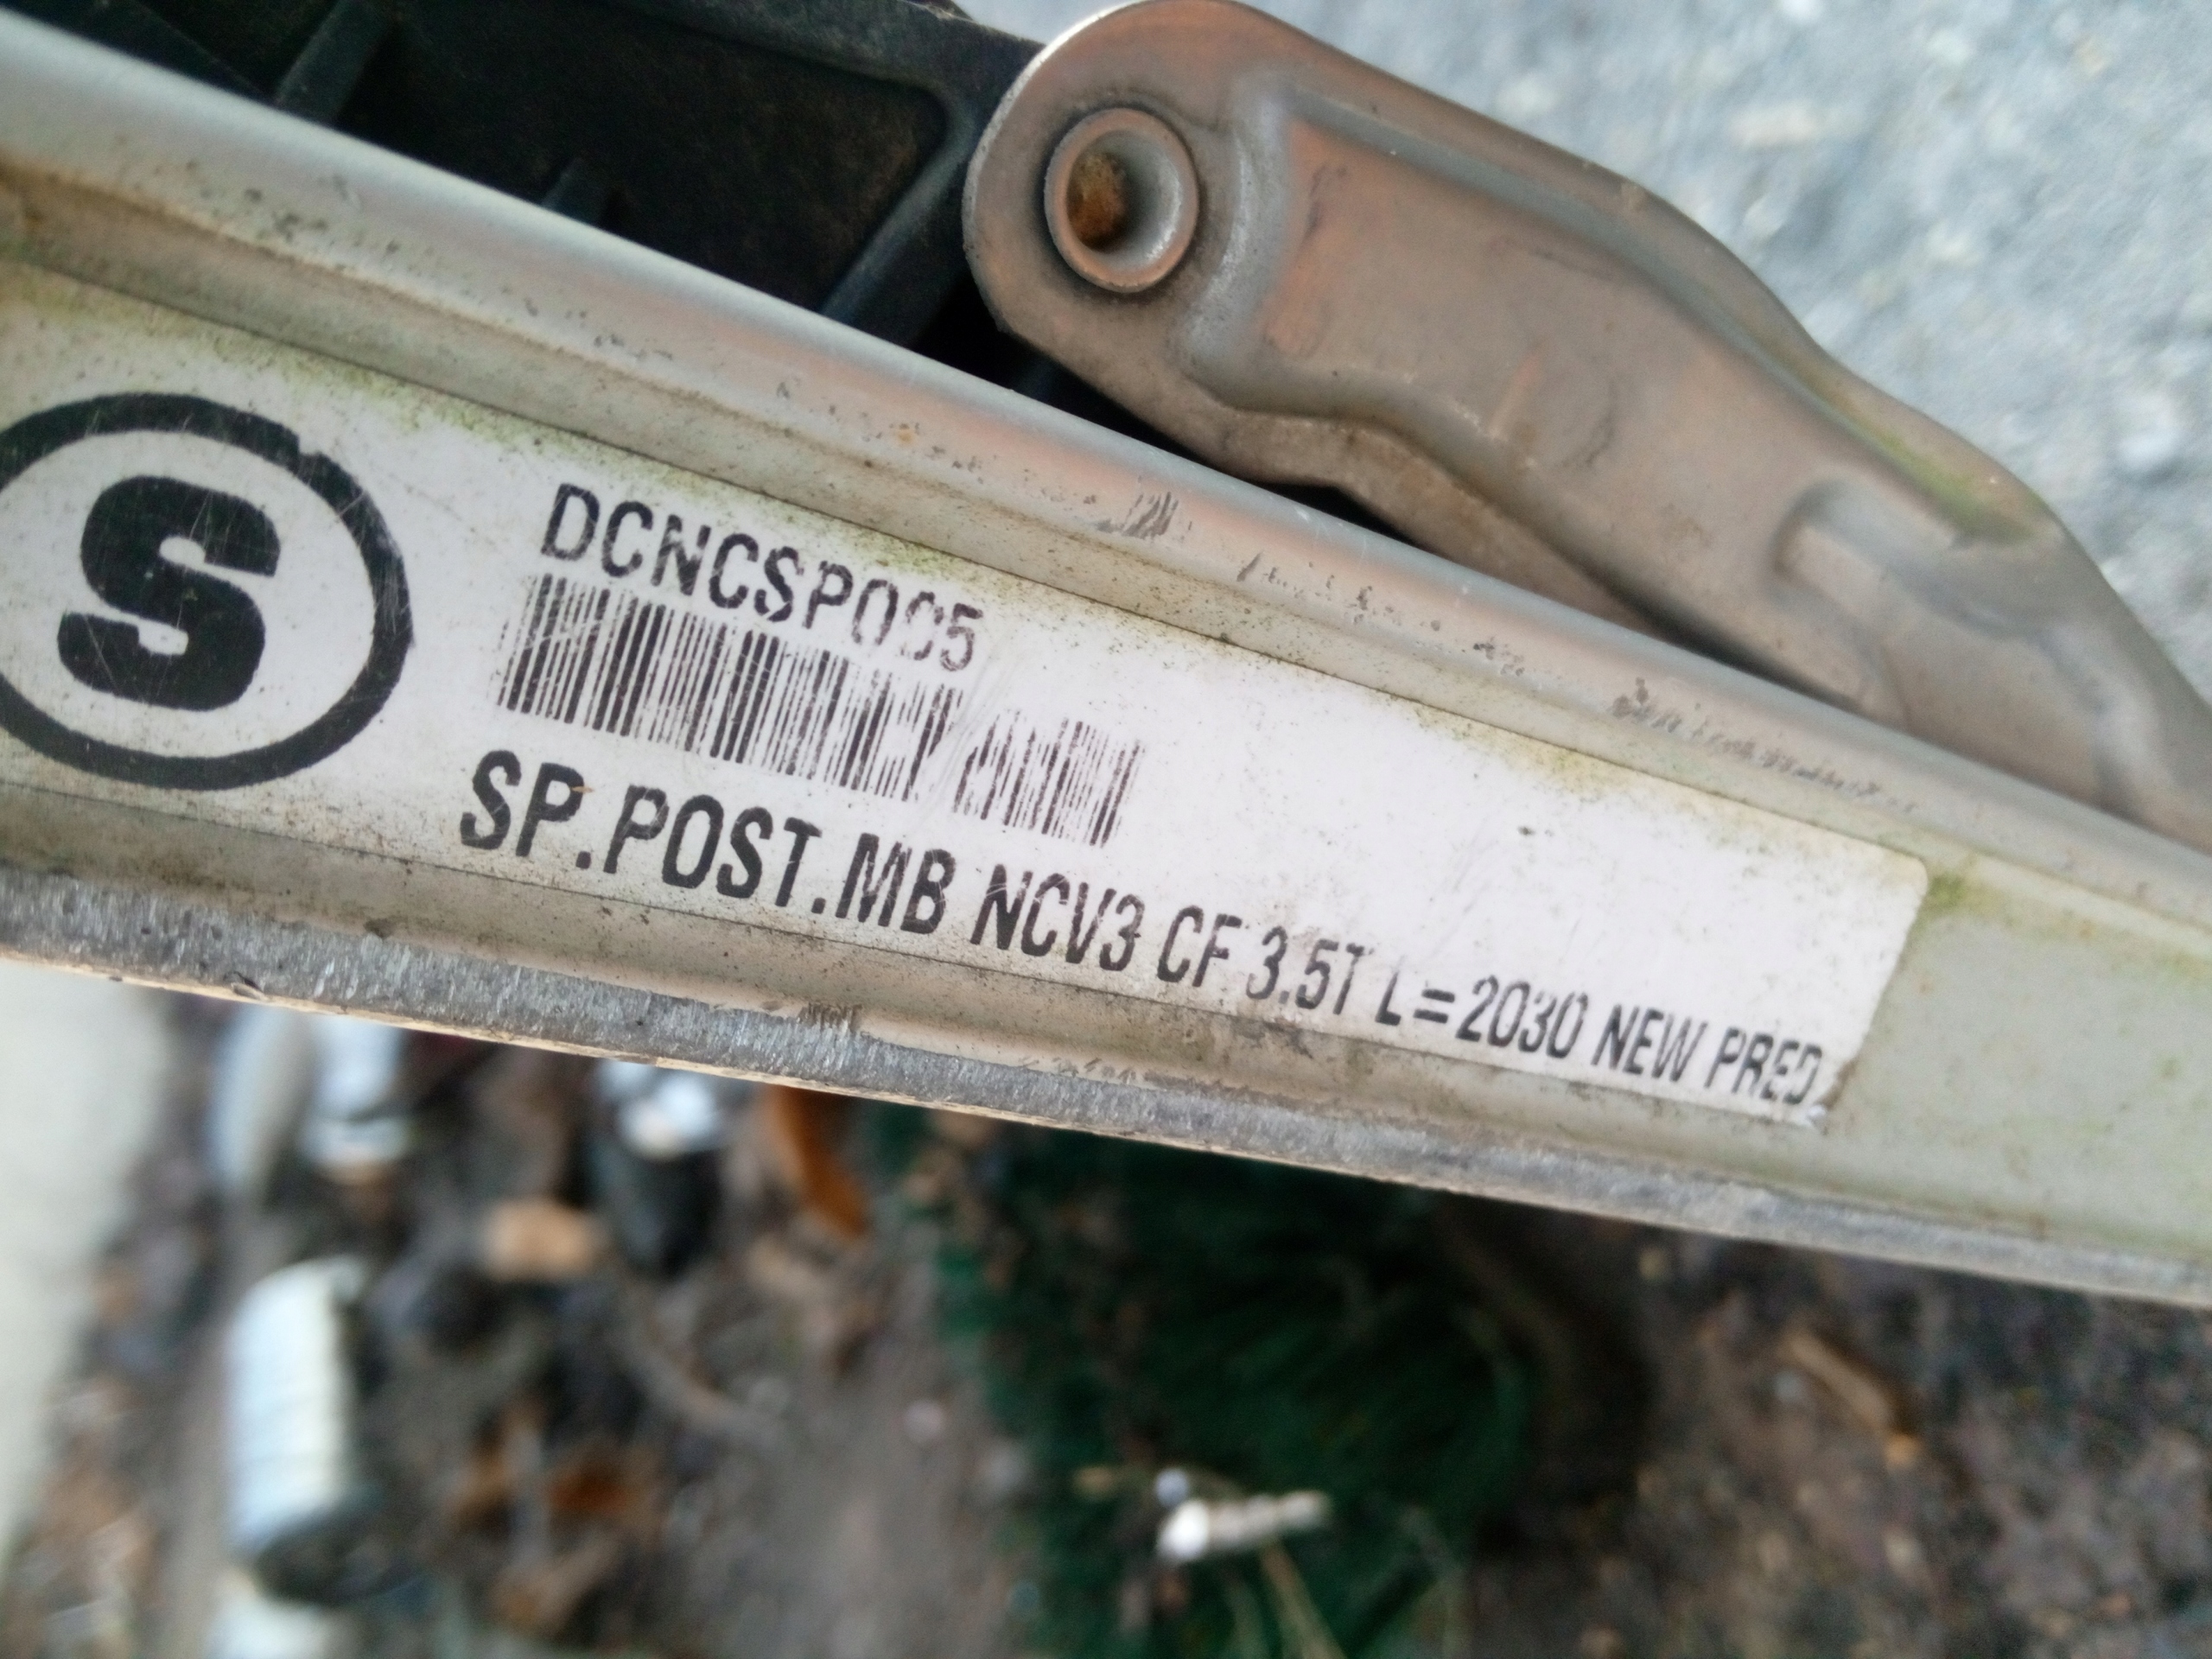 S
DCNCSP005
SP.POST.MB NCV3 CF 3.5T L=2030 NEW PRED